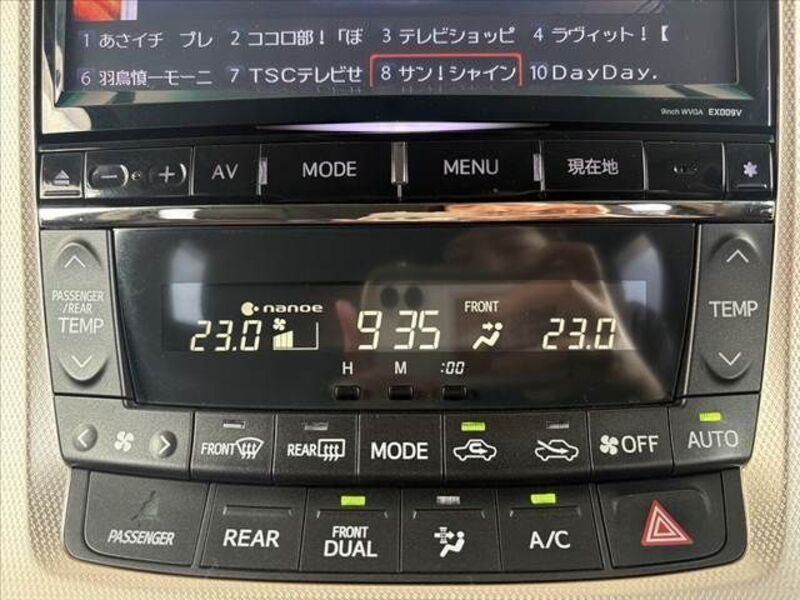 1 あさイチ プレ 2 ココロ部！「ぼ 3 テレビショッピ 4 ラヴィット！【
6 羽鳥慎一モーニ 7 TSCテレビせ 8 サン！シャイン 10 DayDay.
9inch WVGA EX009V
− + AV MODE MENU 現在地
PASSENGER
/REAR
TEMP
TEMP
nanoe
FRONT
23.0 9 35 23.0
H M :00
FRONT REAR MODE OFF AUTO
PASSENGER REAR FRONT
DUAL A/C